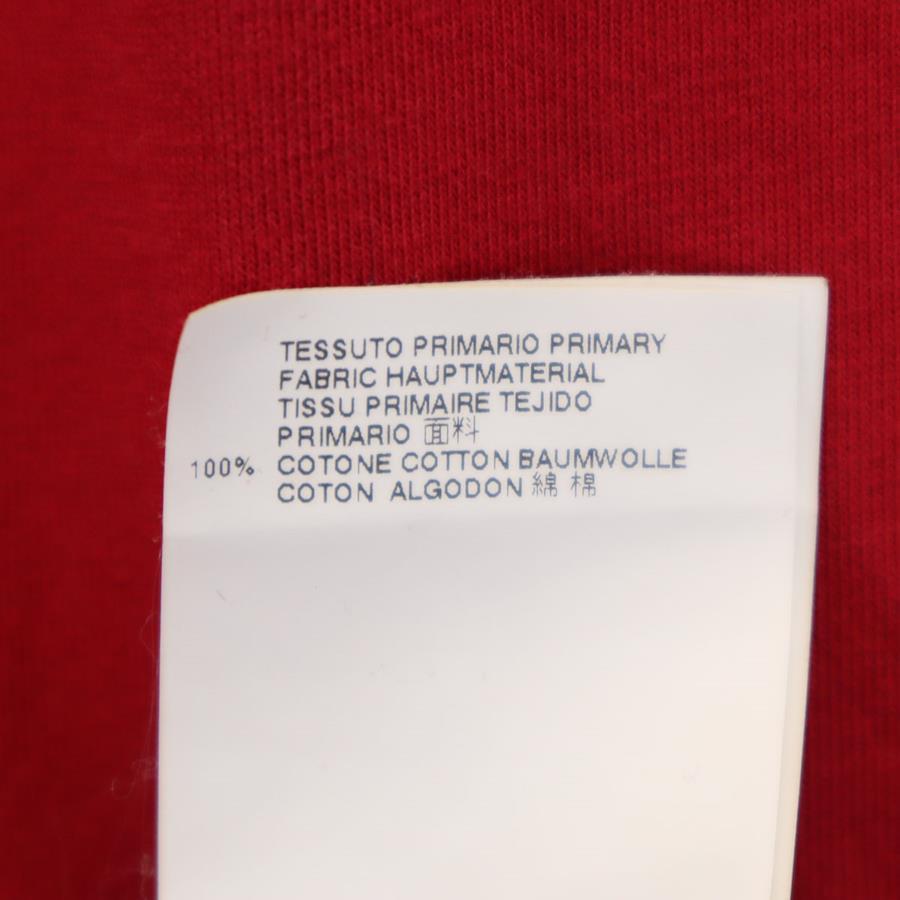 TESSUTO PRIMARIO PRIMARY
FABRIC HAUPTMATERIAL
TISSU PRIMAIRE TEJIDO
PRIMARIO 面料
100% COTONE COTTON BAUMWOLLE
COTON ALGODON 綿 棉